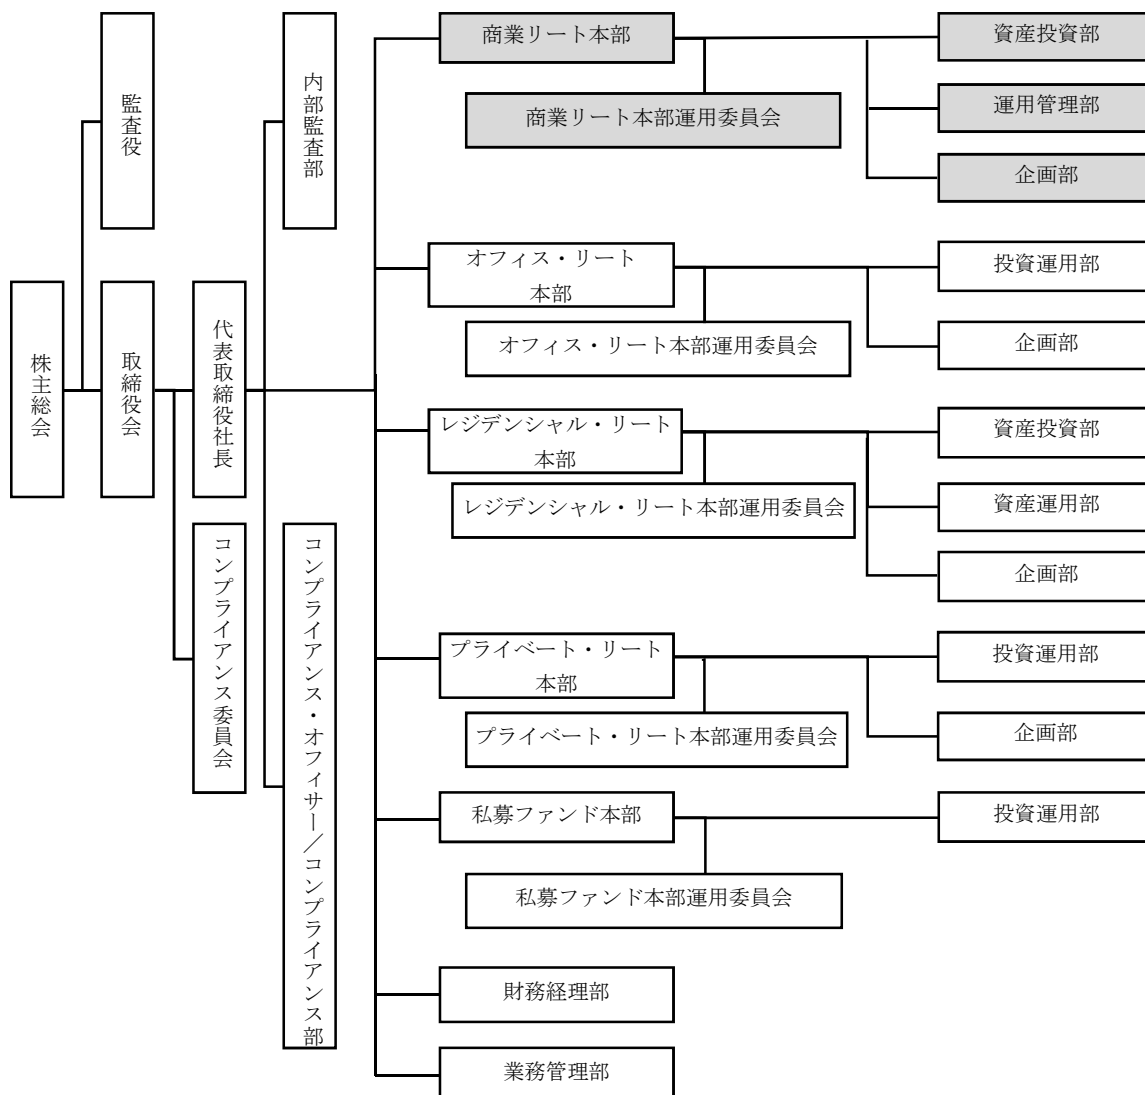 株主総会
監査役
取締役会
代表取締役社長
コンプライアンス委員会
内部監査部
コンプライアンス・オフィサー／コンプライアンス部
商業リート本部
商業リート本部運用委員会
資産投資部
運用管理部
企画部
オフィス・リート
本部
オフィス・リート本部運用委員会
投資運用部
企画部
レジデンシャル・リート
本部
レジデンシャル・リート本部運用委員会
資産投資部
資産運用部
企画部
プライベート・リート
本部
プライベート・リート本部運用委員会
投資運用部
企画部
私募ファンド本部
私募ファンド本部運用委員会
投資運用部
財務経理部
業務管理部